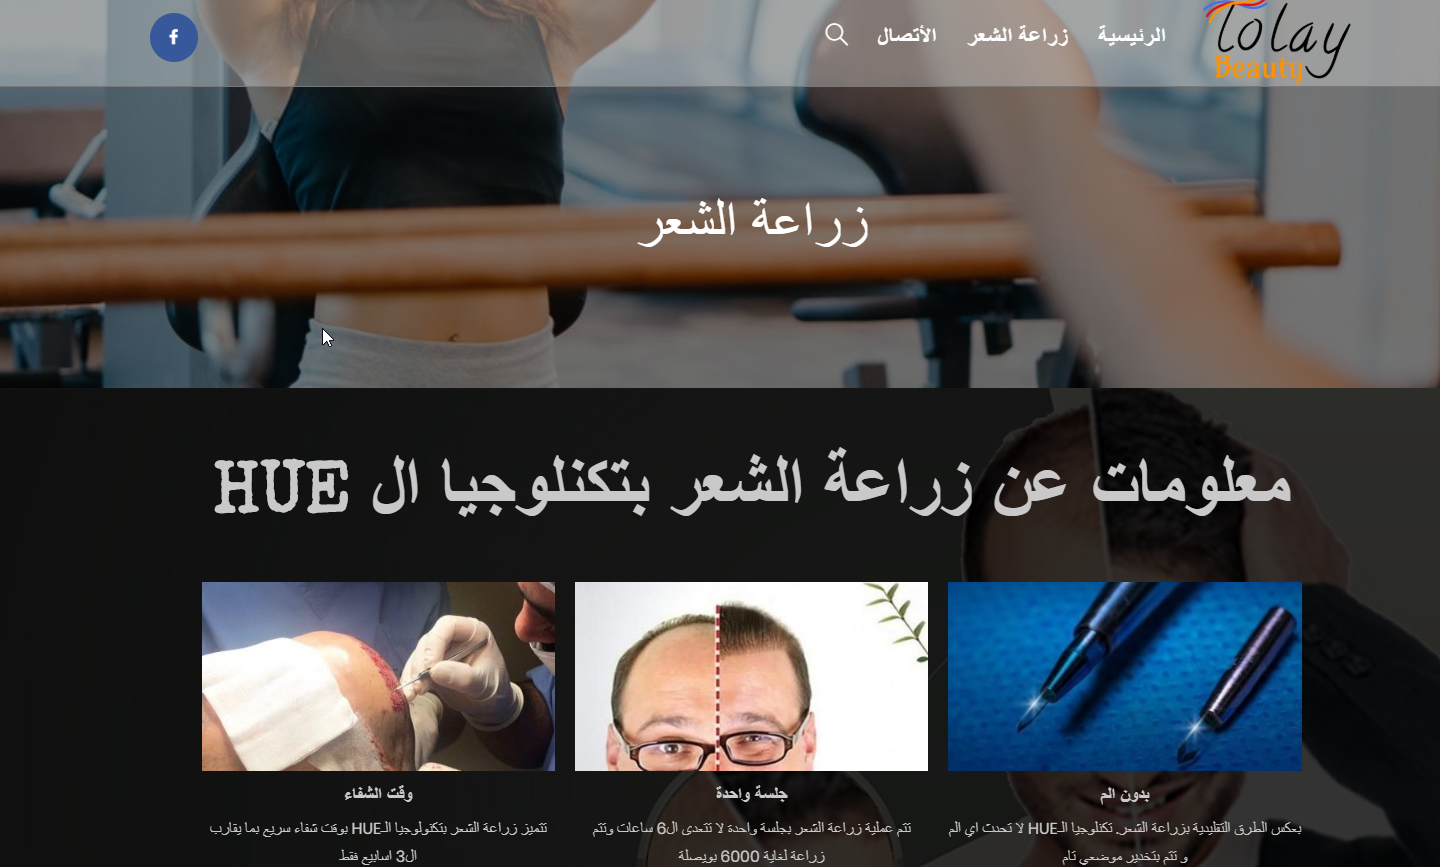 Tolay
Beauty
الرئيسية
زراعة الشعر
الأتصال
f
زراعة الشعر
معلومات عن زراعة الشعر بتكنلوجيا ال HUE
بدون الم
بعكس الطرق التقليدية بزراعة الشعر. تكنلوجيا الـHUE لا تحدث اي الم
و تتم بتخدير موضعي تام
جلسة واحدة
تتم عملية زراعة الشعر بجلسة واحدة لا تتعدى ال6 ساعات وتتم
زراعة لغاية 6000 بويصلة
وقت الشفاء
تتميز زراعة الشعر بتكنولوجيا الـHUE بوقت شفاء سريع بما يقارب
ال3 اسابيع فقط